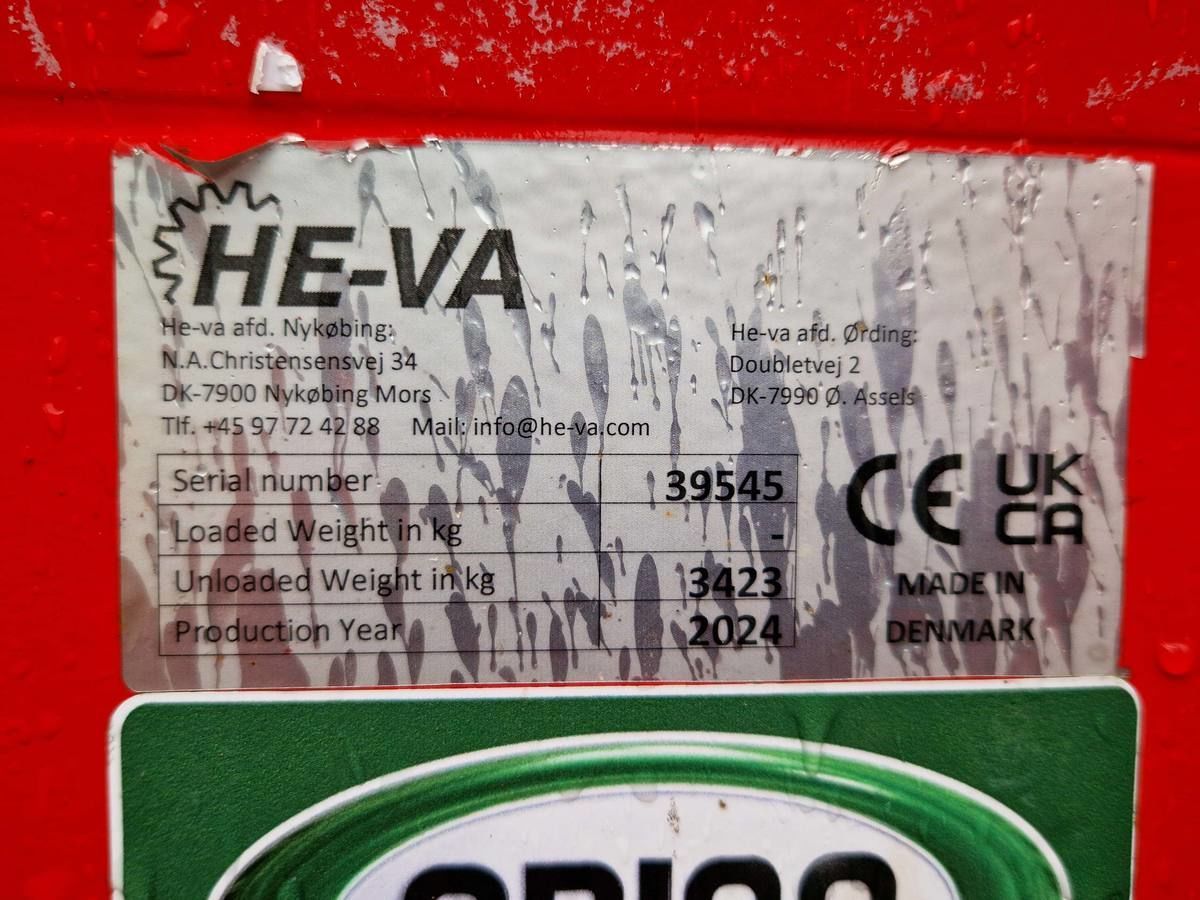 HE-VA
He-va afd. Nykøbing:
N.A.Christensensvej 34
DK-7900 Nykøbing Mors
Tlf. +45 97 72 42 88 Mail: info@he-va.com
He-va afd. Ørding:
Doubletvej 2
DK-7990 Ø. Assels
Serial number 39545
Loaded Weight in kg -
Unloaded Weight in kg 3423
Production Year 2024
CE UK
CA
MADE IN
DENMARK